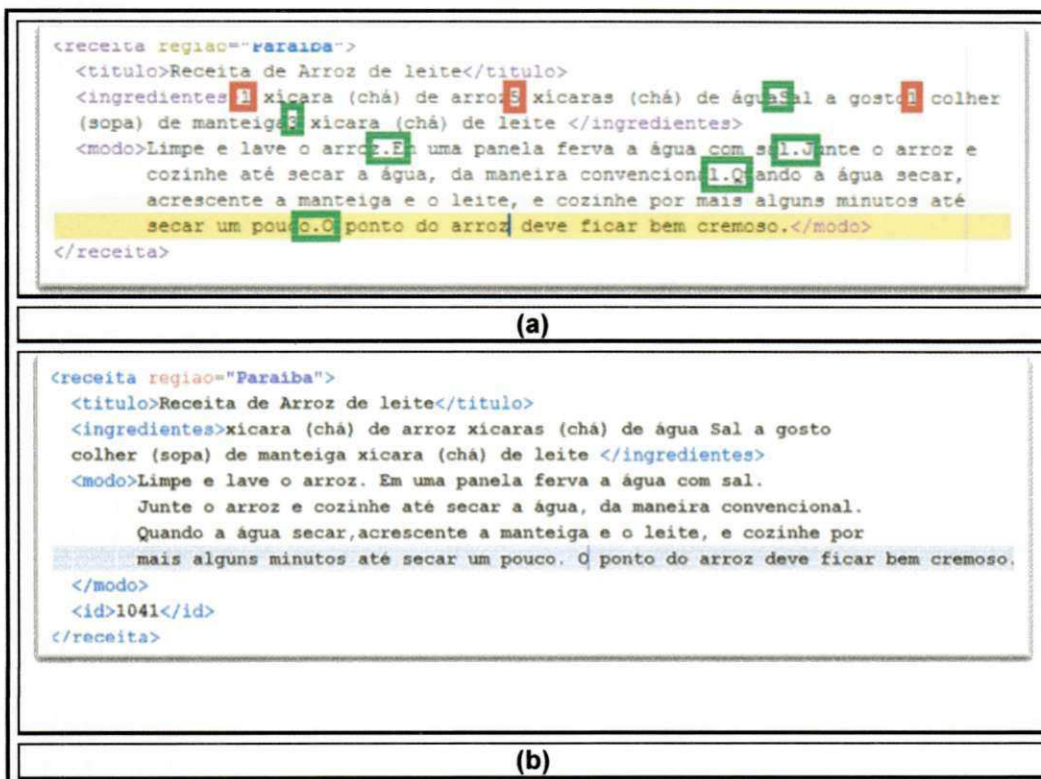 <receita regiao="Paraiba">
<titulo>Receita de Arroz de leite</titulo>
<ingredientes 1 xícara (chá) de arroz5 xícaras (chá) de águaSal a gosto1 colher
(sopa) de manteiga3 xícara (chá) de leite </ingredientes>
<modo>Limpe e lave o arroz.Em uma panela ferva a água com sal.Junte o arroz e
cozinhe até secar a água, da maneira convencional.Quando a água secar,
acrescente a manteiga e o leite, e cozinhe por mais alguns minutos até
secar um pouco.O ponto do arroz deve ficar bem cremoso.</modo>
</receita>
(a)
<receita regiao="Paraiba">
<titulo>Receita de Arroz de leite</titulo>
<ingredientes>xícara (chá) de arroz xícaras (chá) de água Sal a gosto
colher (sopa) de manteiga xícara (chá) de leite </ingredientes>
<modo>Limpe e lave o arroz. Em uma panela ferva a água com sal.
Junte o arroz e cozinhe até secar a água, da maneira convencional.
Quando a água secar,acrescente a manteiga e o leite, e cozinhe por
mais alguns minutos até secar um pouco. O ponto do arroz deve ficar bem cremoso.
</modo>
<id>1041</id>
</receita>
(b)